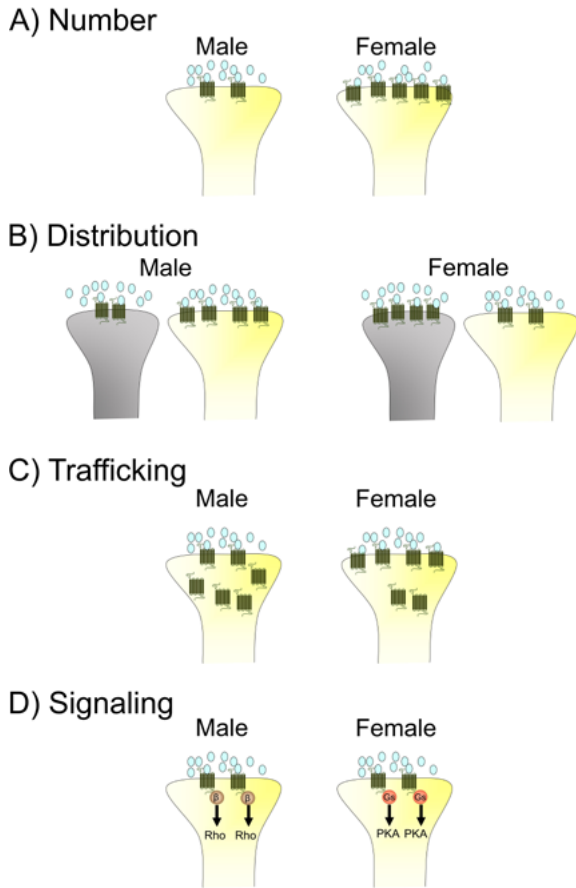 A) Number
Male Female
B) Distribution
Male Female
C) Trafficking
Male Female
D) Signaling
Male Female
β β Gs Gs
Rho Rho PKA PKA